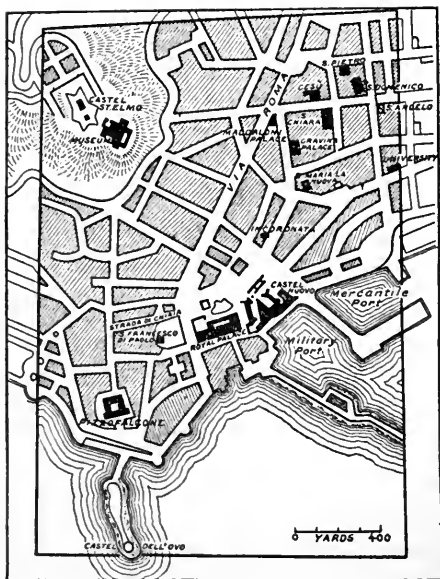 S. PIETRO
CASTEL
ST ELMO
MUSEUM
GESÙ
S. DOMENICO
S. ANGELO
S.
CHIARA
VIA ROMA
MADDALONI
PALACE
GRAVINA
PALACE
UNIVERSITY
MARIA LA
NUOVA
INCORONATA
CASTEL
NUOVO
Mercantile
Port
STRADA DI CHIAIA
S. FRANCESCO
DI PAOLO
ROYAL PALACE
Military
Port
PIZZOFALCONE
0 YARDS 400
CASTEL DELL'OVO